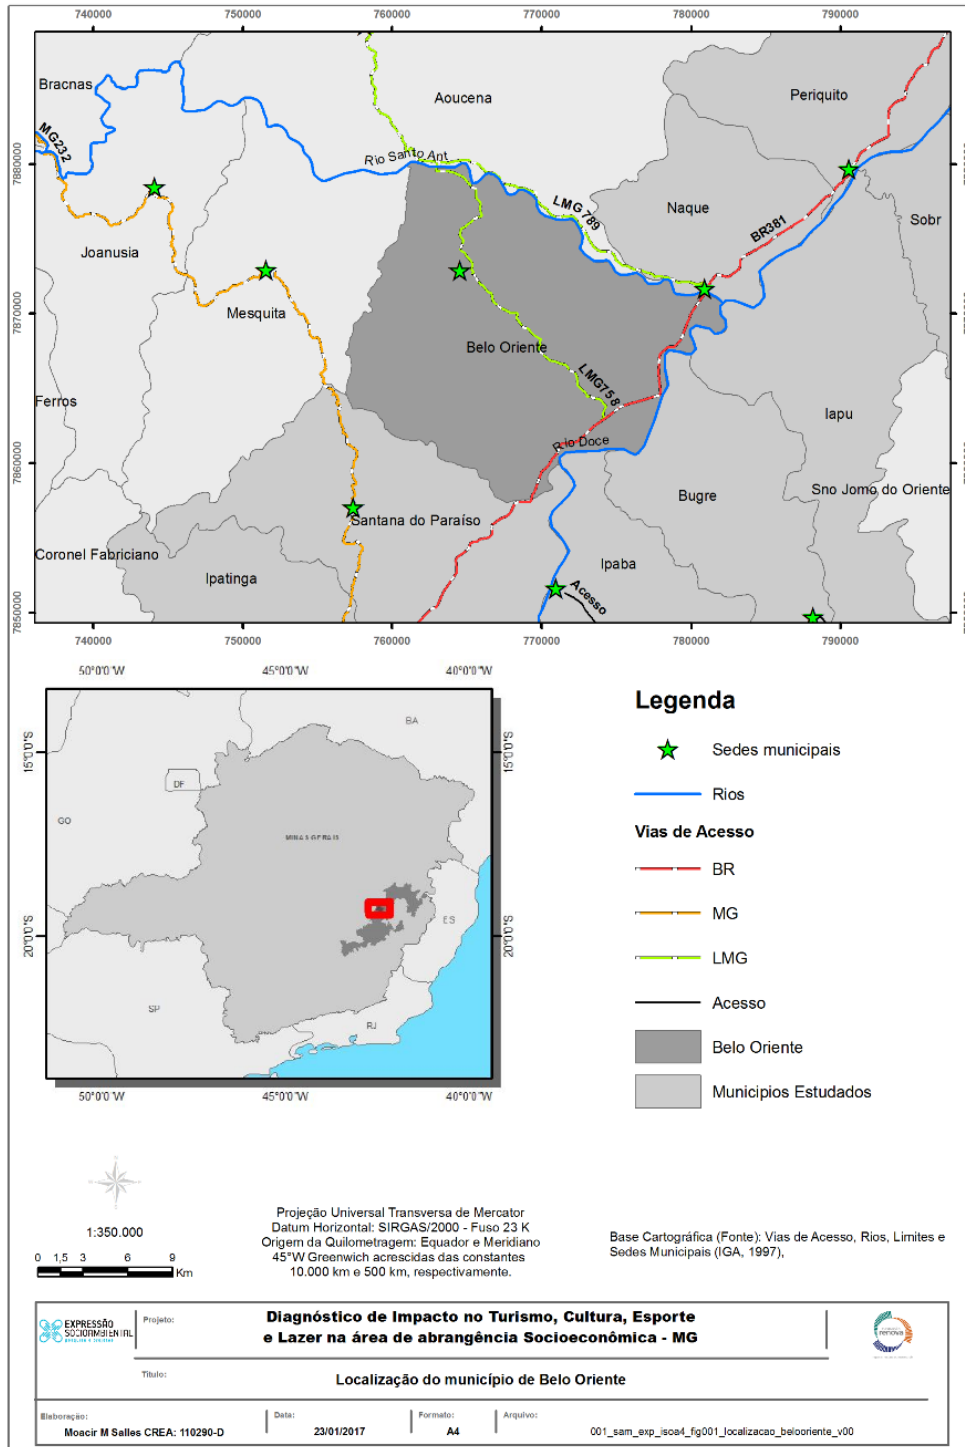 740000 750000 760000 770000 780000 790000
Bracnas
Aoucena
Periquito
MG232
Rio Santo Ant
7880000
LMG 789
Naque
BR381
Sobr
Joanusia
Mesquita
7870000
Belo Oriente
LMG758
Ferros
Iapu
Rio Doce
7860000
Bugre
Sno Jomo do Oriente
Santana do Paraíso
Coronel Fabriciano
Ipatinga
Ipaba
Acesso
7850000
740000 750000 760000 770000 780000 790000
50°0'0"W 45°0'0"W 40°0'0"W
BA
15°0'0"S 15°0'0"S
DF
GO
MINAS GERAIS
ES
20°0'0"S 20°0'0"S
SP
RJ
50°0'0"W 45°0'0"W 40°0'0"W
Legenda
Sedes municipais
Rios
Vias de Acesso
BR
MG
LMG
Acesso
Belo Oriente
Municipios Estudados
1:350.000
0 1,5 3 6 9
Km
Projeção Universal Transversa de Mercator
Datum Horizontal: SIRGAS/2000 - Fuso 23 K
Origem da Quilometragem: Equador e Meridiano
45°W Greenwich acrescidas das constantes
10.000 km e 500 km, respectivamente.
Base Cartográfica (Fonte): Vias de Acesso, Rios, Limites e
Sedes Municipais (IGA, 1997),
EXPRESSÃO
SOCIOAMBIENTAL
Projeto:
Diagnóstico de Impacto no Turismo, Cultura, Esporte
e Lazer na área de abrangência Socioeconômica - MG
renova
Título:
Localização do município de Belo Oriente
Elaboração:
Moacir M Salles CREA: 110290-D
Data:
23/01/2017
Formato:
A4
Arquivo:
001_sam_exp_isoa4_fig001_localizacao_belooriente_v00